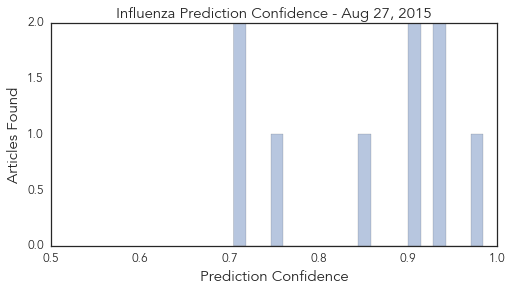 Influenza Prediction Confidence - Aug 27, 2015
2.0
1.5
1.0
0.5
0.0
Articles Found
0.5 0.6 0.7 0.8 0.9 1.0
Prediction Confidence